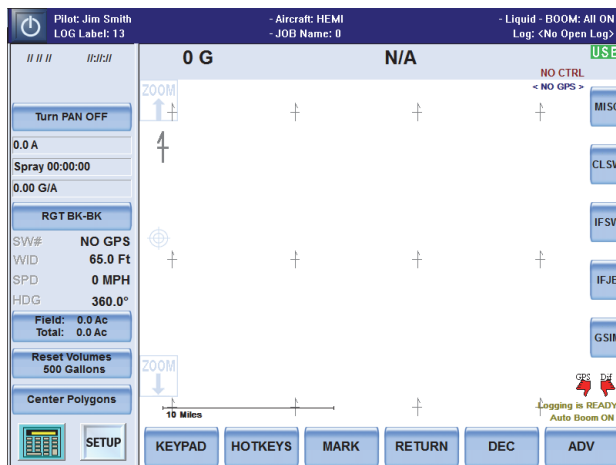 Pilot: Jim Smith
LOG Label: 13
- Aircraft: HEMI
- JOB Name: 0
- Liquid - BOOM: All ON
Log: <No Open Log>
// // //
//://://
0 G
N/A
USB
NO CTRL
< NO GPS >
ZOOM
Turn PAN OFF
0.0 A
Spray 00:00:00
0.00 G/A
RGT BK-BK
SW# NO GPS
WID 65.0 Ft
SPD 0 MPH
HDG 360.0°
Field: 0.0 Ac
Total: 0.0 Ac
Reset Volumes
500 Gallons
Center Polygons
SETUP
MISC
CLSW
IFSW
IFJE
GSIM
ZOOM
10 Miles
GPS Dif
Logging is READY
Auto Boom ON
KEYPAD
HOTKEYS
MARK
RETURN
DEC
ADV